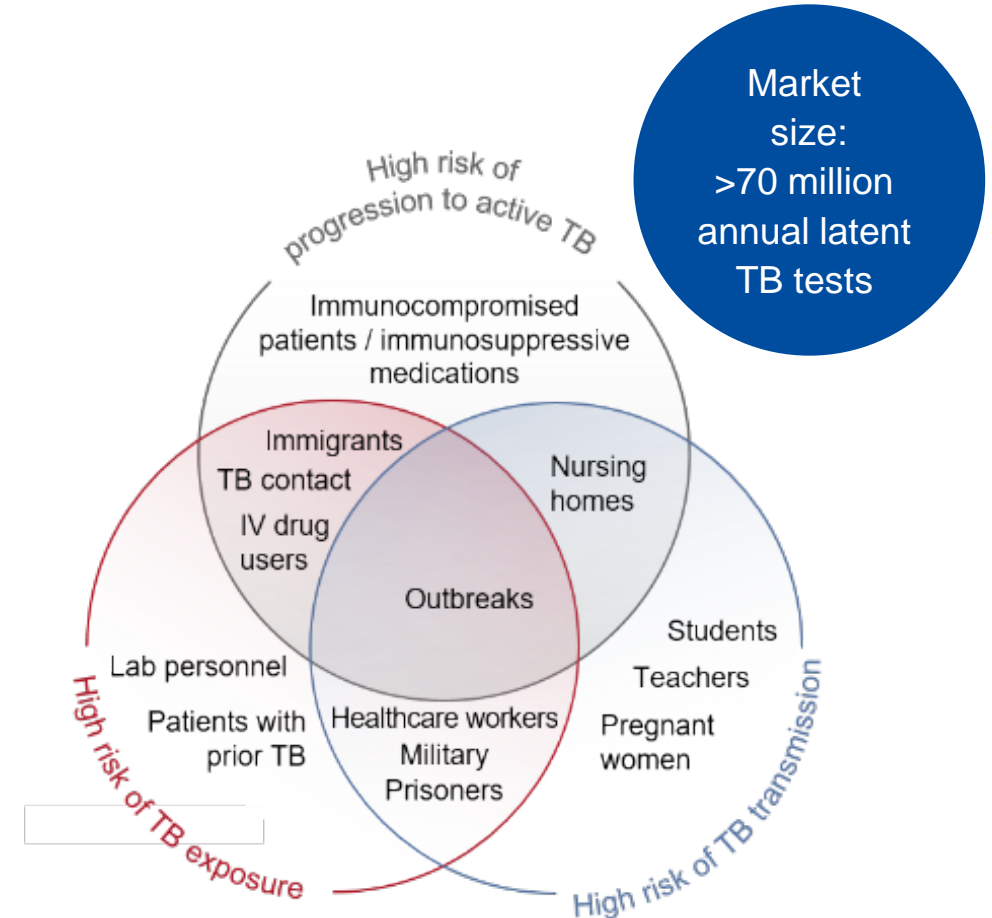 Market
size:
>70 million
annual latent
TB tests
High risk of
progression to active TB
Immunocompromised
patients / immunosuppressive
medications
Immigrants
TB contact
IV drug
users
Nursing
homes
Outbreaks
Students
Teachers
Pregnant
women
Lab personnel
Patients with
prior TB
Healthcare workers
Military
Prisoners
High risk of TB exposure
High risk of TB transmission